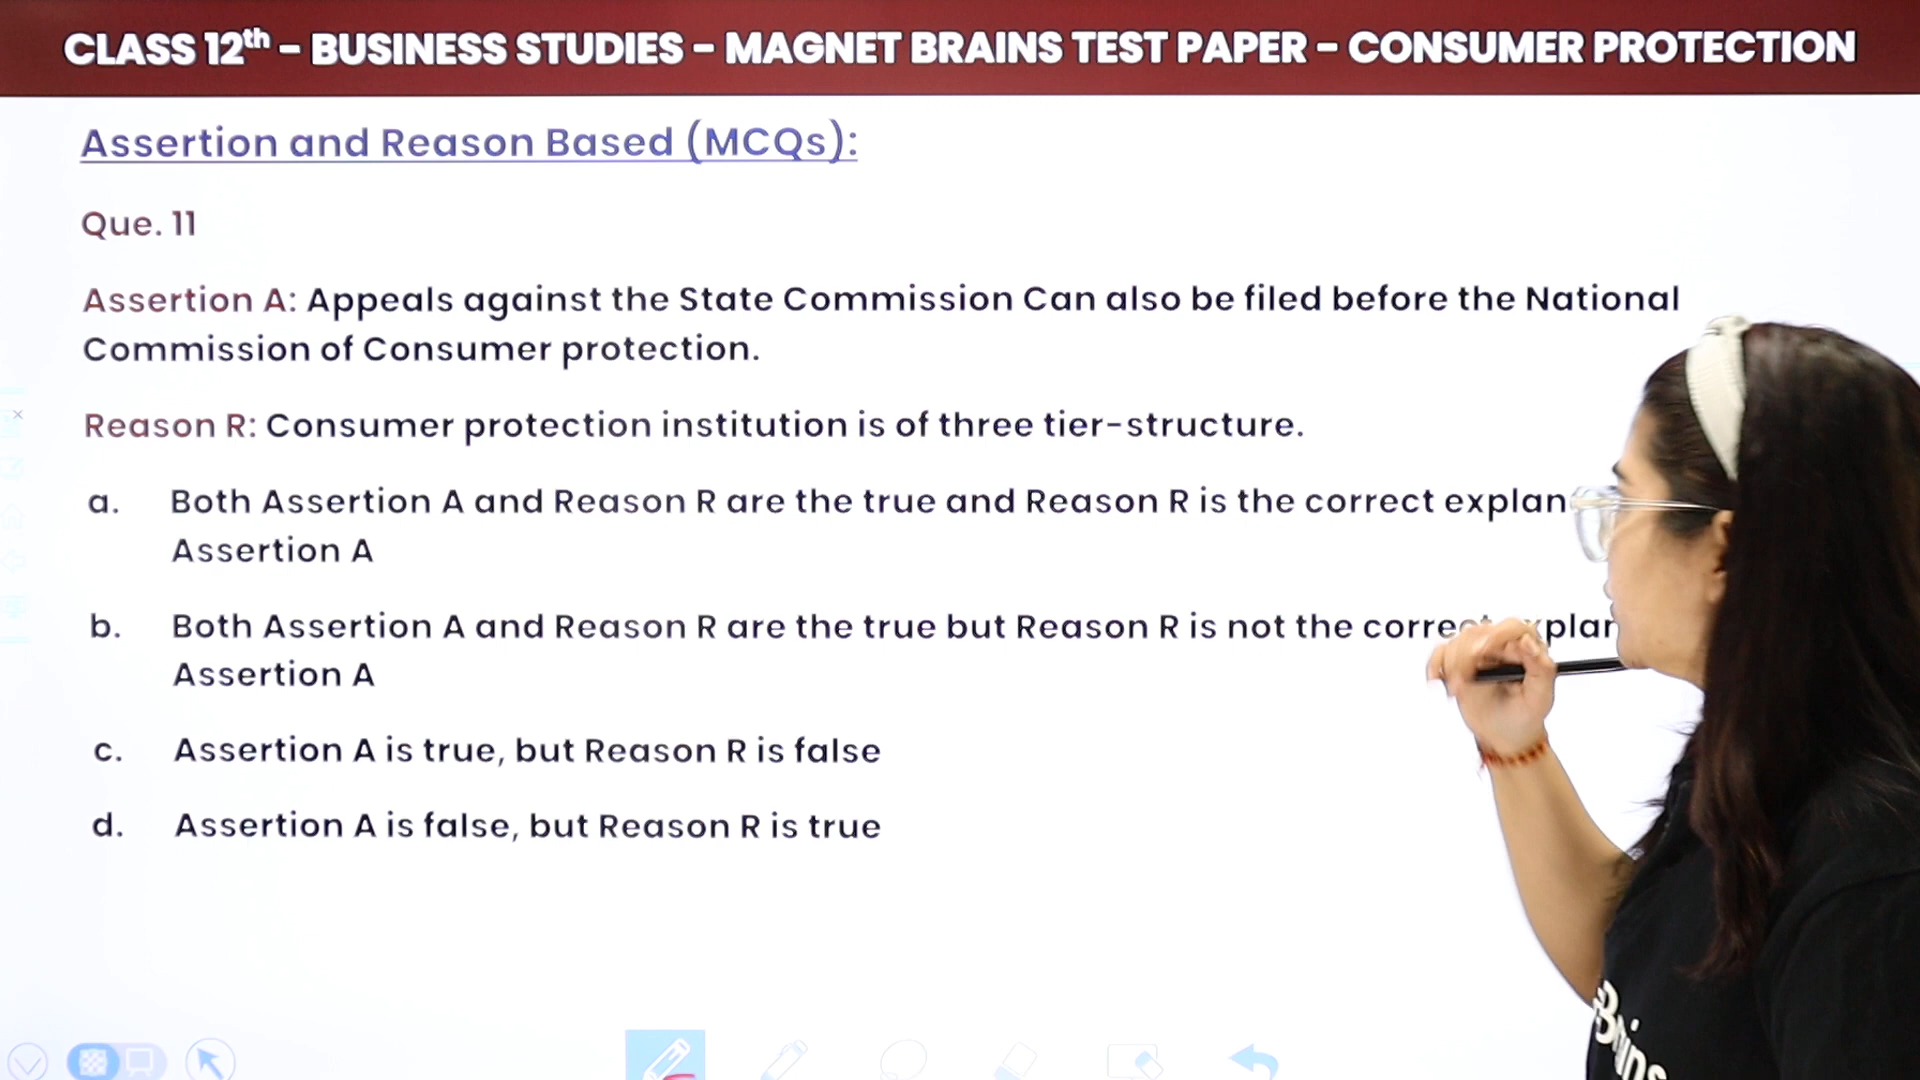 CLASS 12th – BUSINESS STUDIES – MAGNET BRAINS TEST PAPER – CONSUMER PROTECTION
Assertion and Reason Based (MCQs):
Que. 11
Assertion A: Appeals against the State Commission Can also be filed before the National
Commission of Consumer protection.
Reason R: Consumer protection institution is of three tier-structure.
a. Both Assertion A and Reason R are the true and Reason R is the correct
Assertion A
b. Both Assertion A and Reason R are the true but Reason R is not the
Assertion A
c. Assertion A is true, but Reason R is false
d. Assertion A is false, but Reason R is true